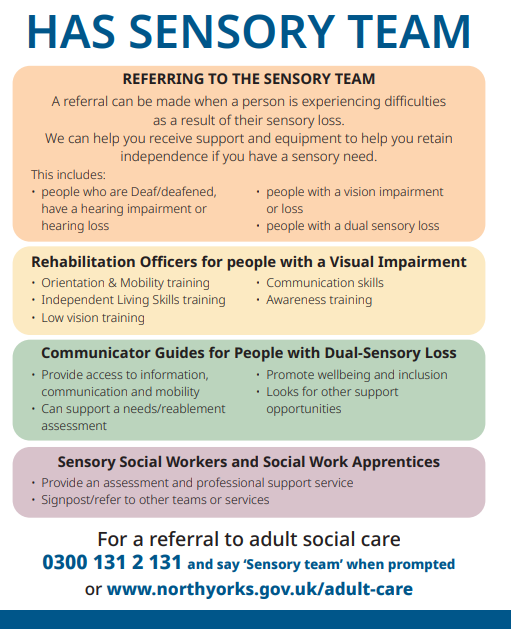 HAS SENSORY TEAM
REFERRING TO THE SENSORY TEAM
A referral can be made when a person is experiencing difficulties
as a result of their sensory loss.
We can help you receive support and equipment to help you retain
independence if you have a sensory need.
This includes:
• people who are Deaf/deafened,
have a hearing impairment or
hearing loss
• people with a vision impairment
or loss
• people with a dual sensory loss
Rehabilitation Officers for people with a Visual Impairment
• Orientation & Mobility training
• Independent Living Skills training
• Low vision training
• Communication skills
• Awareness training
Communicator Guides for People with Dual-Sensory Loss
• Provide access to information,
communication and mobility
• Can support a needs/reablement
assessment
• Promote wellbeing and inclusion
• Looks for other support
opportunities
Sensory Social Workers and Social Work Apprentices
• Provide an assessment and professional support service
• Signpost/refer to other teams or services
For a referral to adult social care
0300 131 2 131 and say ‘Sensory team’ when prompted
or www.northyorks.gov.uk/adult-care